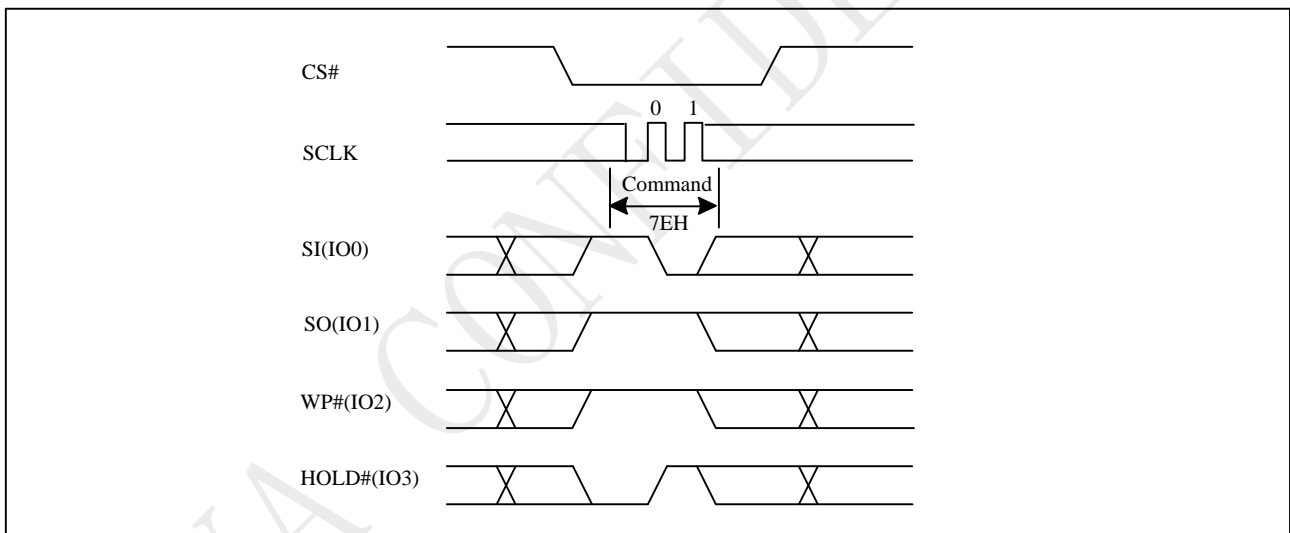 CS#
0 1
SCLK
Command
7EH
SI(IO0)
SO(IO1)
WP#(IO2)
HOLD#(IO3)